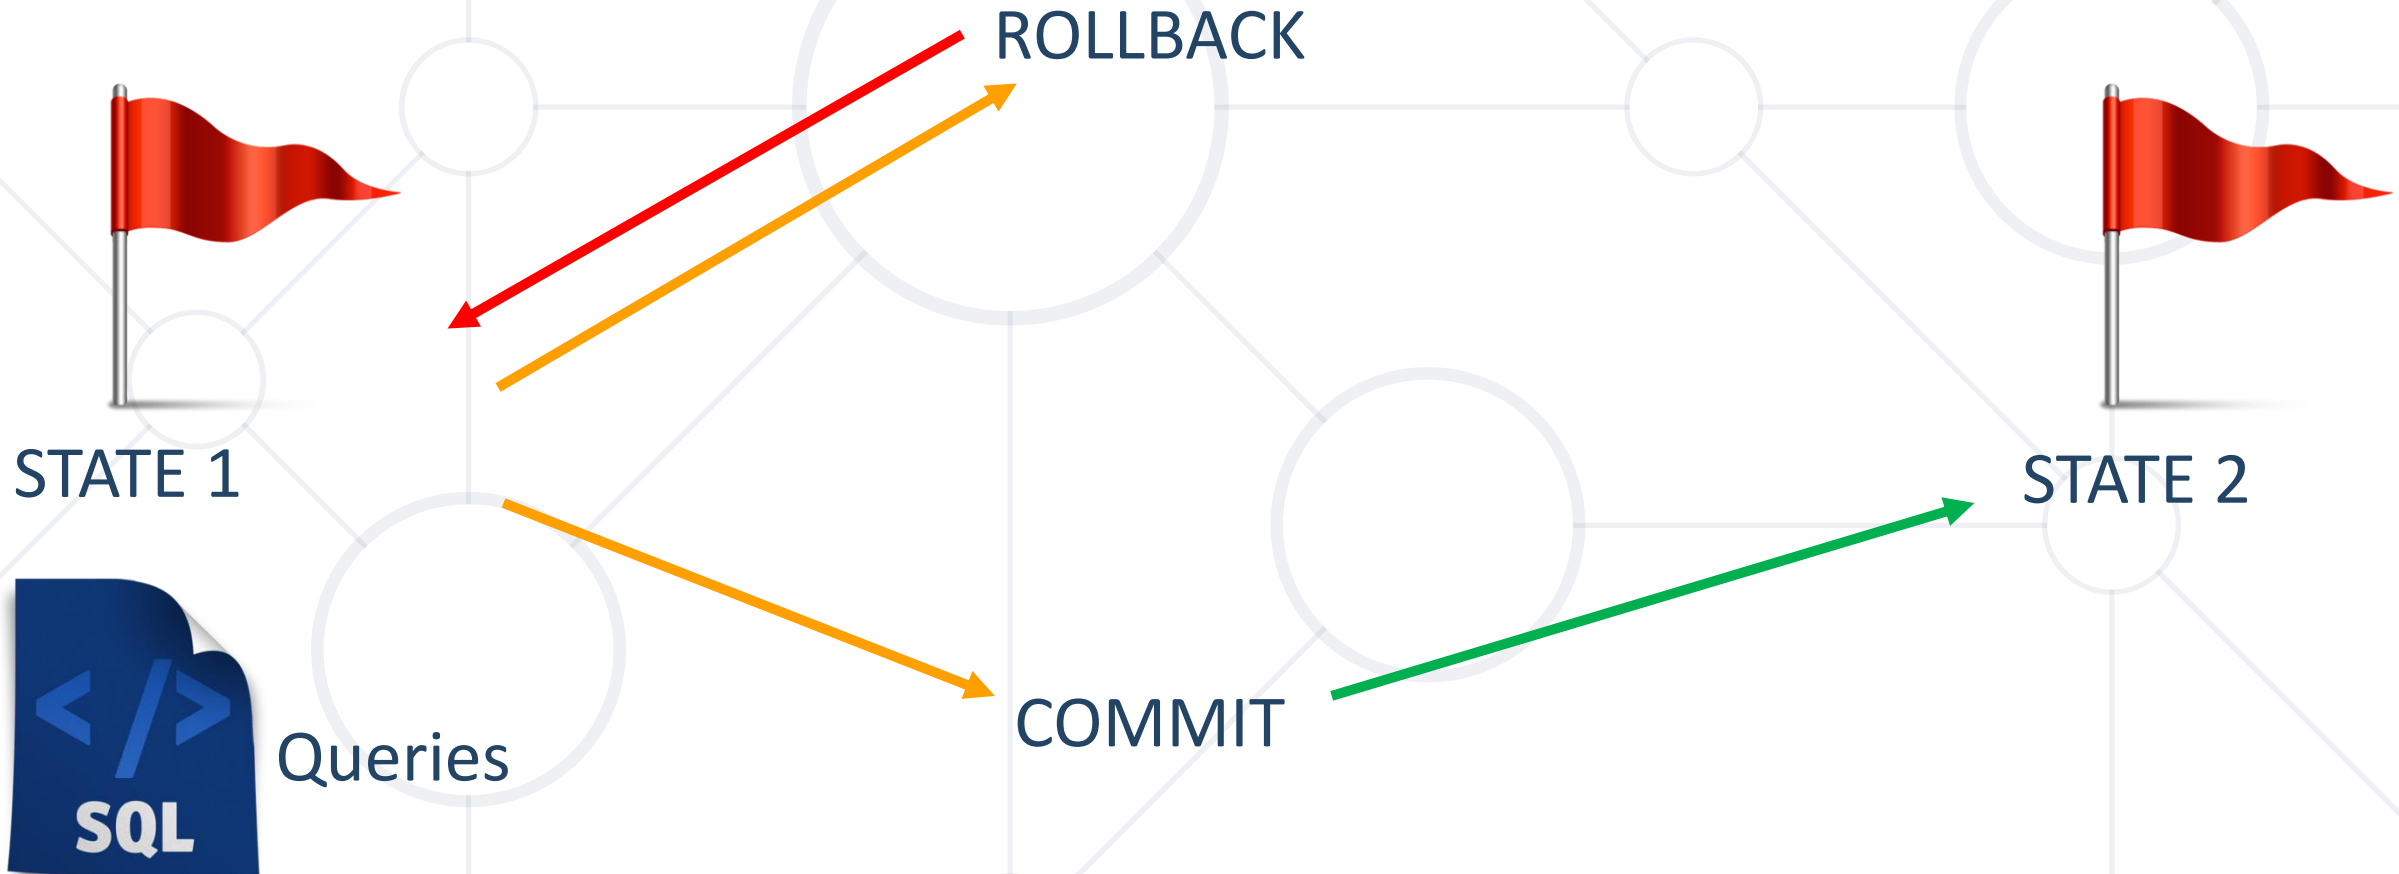 ROLLBACK
STATE 1
STATE 2
COMMIT
Queries
</>
SQL